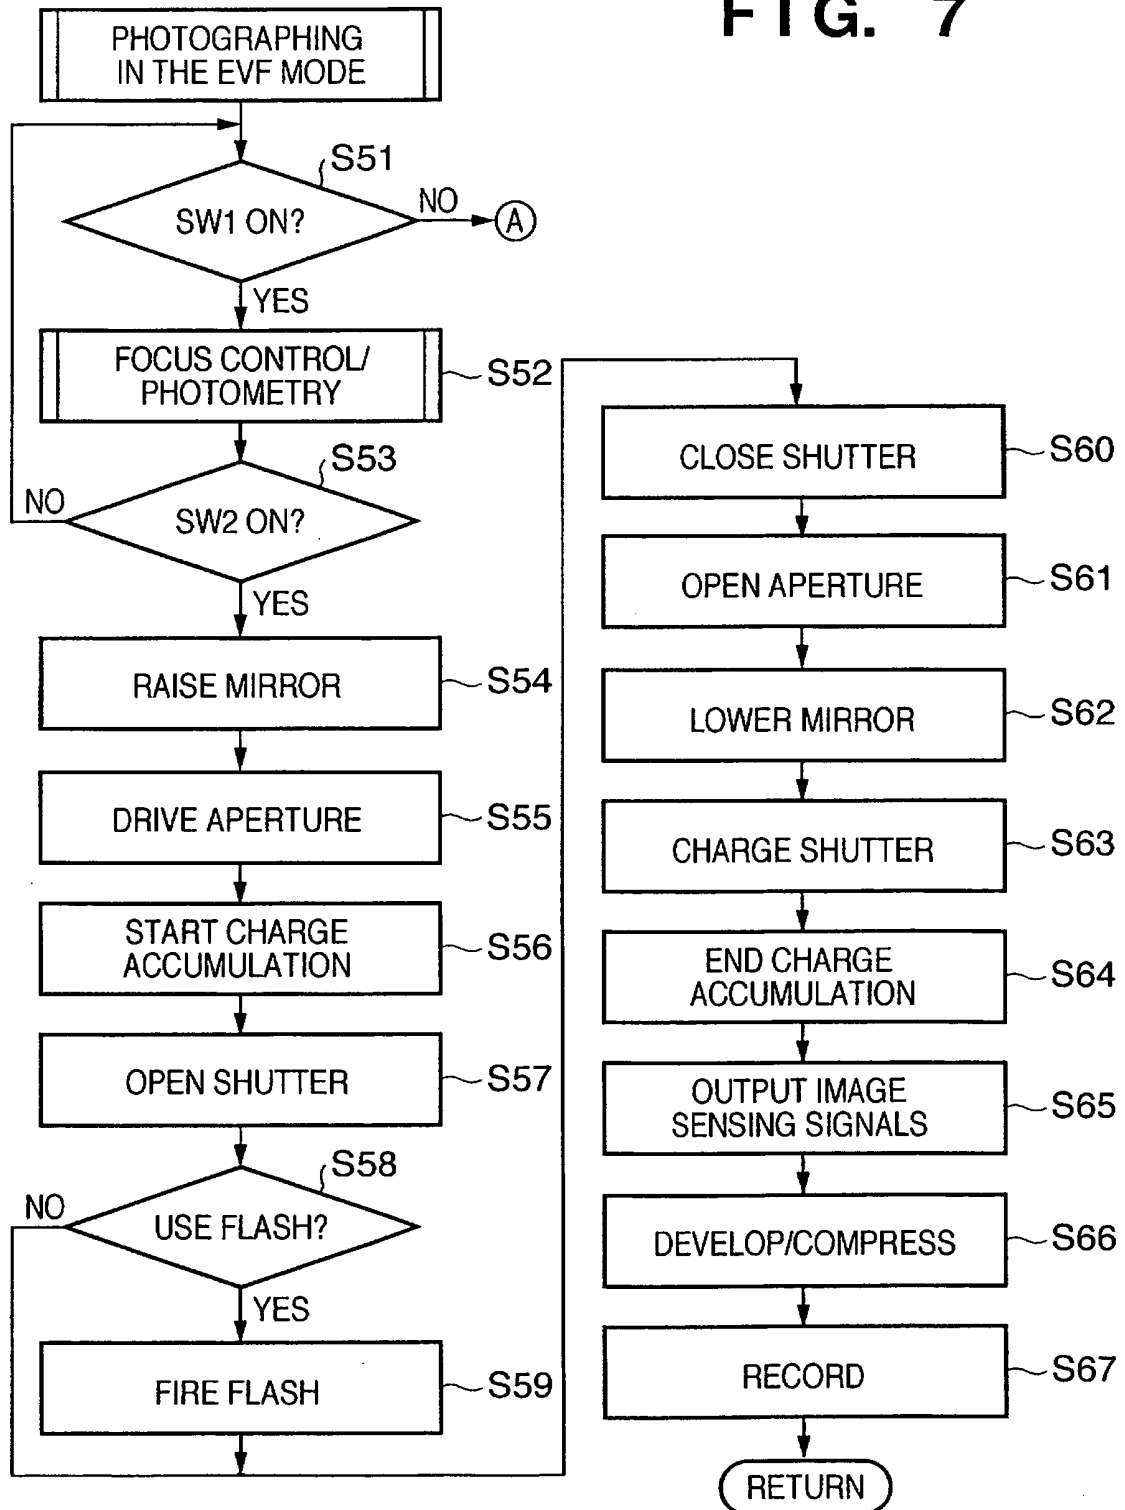 FIG. 7
PHOTOGRAPHING
IN THE EVF MODE
S51
SW1 ON?
NO
A
YES
FOCUS CONTROL/
PHOTOMETRY
S52
S53
NO
SW2 ON?
YES
RAISE MIRROR
S54
DRIVE APERTURE
S55
START CHARGE
ACCUMULATION
S56
OPEN SHUTTER
S57
S58
NO
USE FLASH?
YES
FIRE FLASH
S59
CLOSE SHUTTER
S60
OPEN APERTURE
S61
LOWER MIRROR
S62
CHARGE SHUTTER
S63
END CHARGE
ACCUMULATION
S64
OUTPUT IMAGE
SENSING SIGNALS
S65
DEVELOP/COMPRESS
S66
RECORD
S67
RETURN